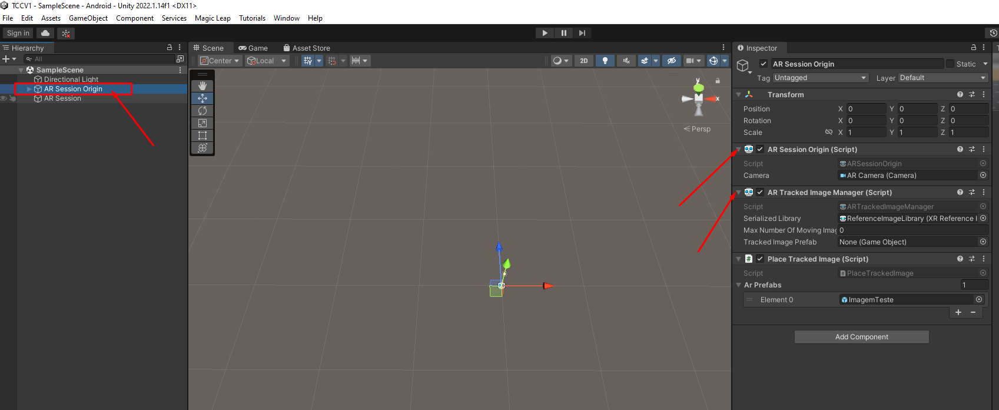 TCCV1 - SampleScene - Android - Unity 2022.1.14f1 <DX11>
File Edit Assets GameObject Component Services Magic Leap Tutorials Window Help
Sign in
Hierarchy
All
SampleScene
Directional Light
AR Session Origin
AR Session
Scene Game Asset Store
Center Local 2D
y
x
Persp
Inspector
AR Session Origin Static
Tag Untagged Layer Default
Transform
Position X 0 Y 0 Z 0
Rotation X 0 Y 0 Z 0
Scale X 1 Y 1 Z 1
AR Session Origin (Script)
Script ARSessionOrigin
Camera AR Camera (Camera)
AR Tracked Image Manager (Script)
Script ARTrackedImageManager
Serialized Library ReferenceImageLibrary (XR Reference I
Max Number Of Moving Imag 0
Tracked Image Prefab None (Game Object)
# Place Tracked Image (Script)
Script PlaceTrackedImage
Ar Prefabs 1
Element 0 ImagemTeste
+ −
Add Component